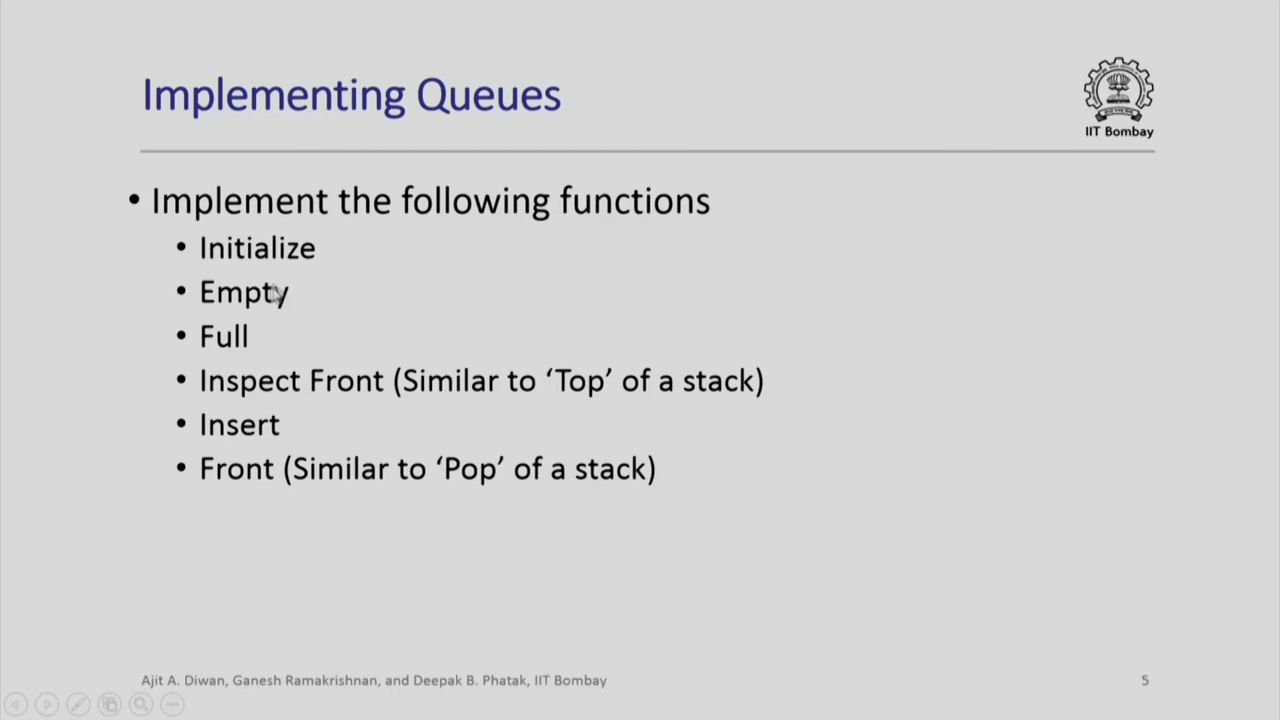 Implementing Queues
IIT Bombay
• Implement the following functions
• Initialize
• Empty
• Full
• Inspect Front (Similar to ‘Top’ of a stack)
• Insert
• Front (Similar to ‘Pop’ of a stack)
Ajit A. Diwan, Ganesh Ramakrishnan, and Deepak B. Phatak, IIT Bombay
5